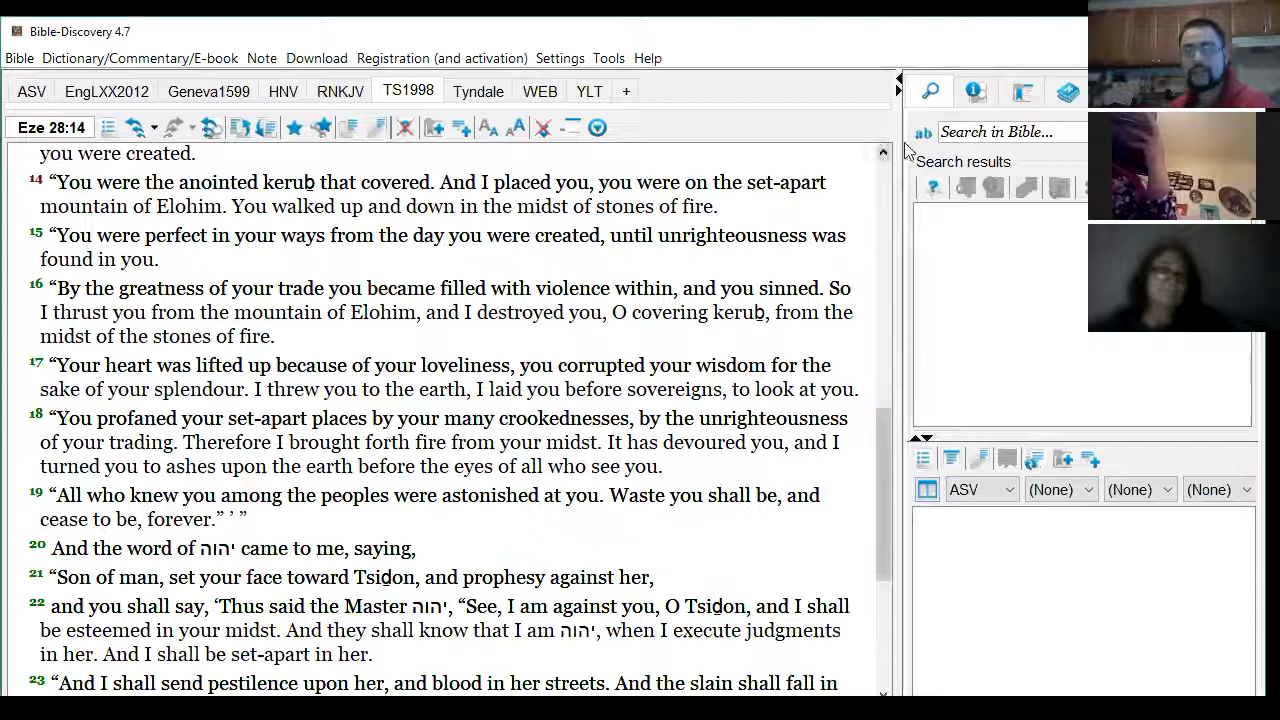 Bible-Discovery 4.7
Bible Dictionary/Commentary/E-book Note Download Registration (and activation) Settings Tools Help
ASV EngLXX2012 Geneva1599 HNV RNKJV TS1998 Tyndale WEB YLT +
Eze 28:14
ab Search in Bible...
Search results
you were created.
14 “You were the anointed keruḇ that covered. And I placed you, you were on the set-apart
mountain of Elohim. You walked up and down in the midst of stones of fire.
15 “You were perfect in your ways from the day you were created, until unrighteousness was
found in you.
16 “By the greatness of your trade you became filled with violence within, and you sinned. So
I thrust you from the mountain of Elohim, and I destroyed you, O covering keruḇ, from the
midst of the stones of fire.
17 “Your heart was lifted up because of your loveliness, you corrupted your wisdom for the
sake of your splendour. I threw you to the earth, I laid you before sovereigns, to look at you.
18 “You profaned your set-apart places by your many crookednesses, by the unrighteousness
of your trading. Therefore I brought forth fire from your midst. It has devoured you, and I
turned you to ashes upon the earth before the eyes of all who see you.
19 “All who knew you among the peoples were astonished at you. Waste you shall be, and
cease to be, forever.” ’ ”
20 And the word of יהוה came to me, saying,
21 “Son of man, set your face toward Tsiḏon, and prophesy against her,
22 and you shall say, ‘Thus said the Master יהוה, “See, I am against you, O Tsiḏon, and I shall
be esteemed in your midst. And they shall know that I am יהוה, when I execute judgments
in her. And I shall be set-apart in her.
23 “And I shall send pestilence upon her, and blood in her streets. And the slain shall fall in
ASV (None) (None) (None)